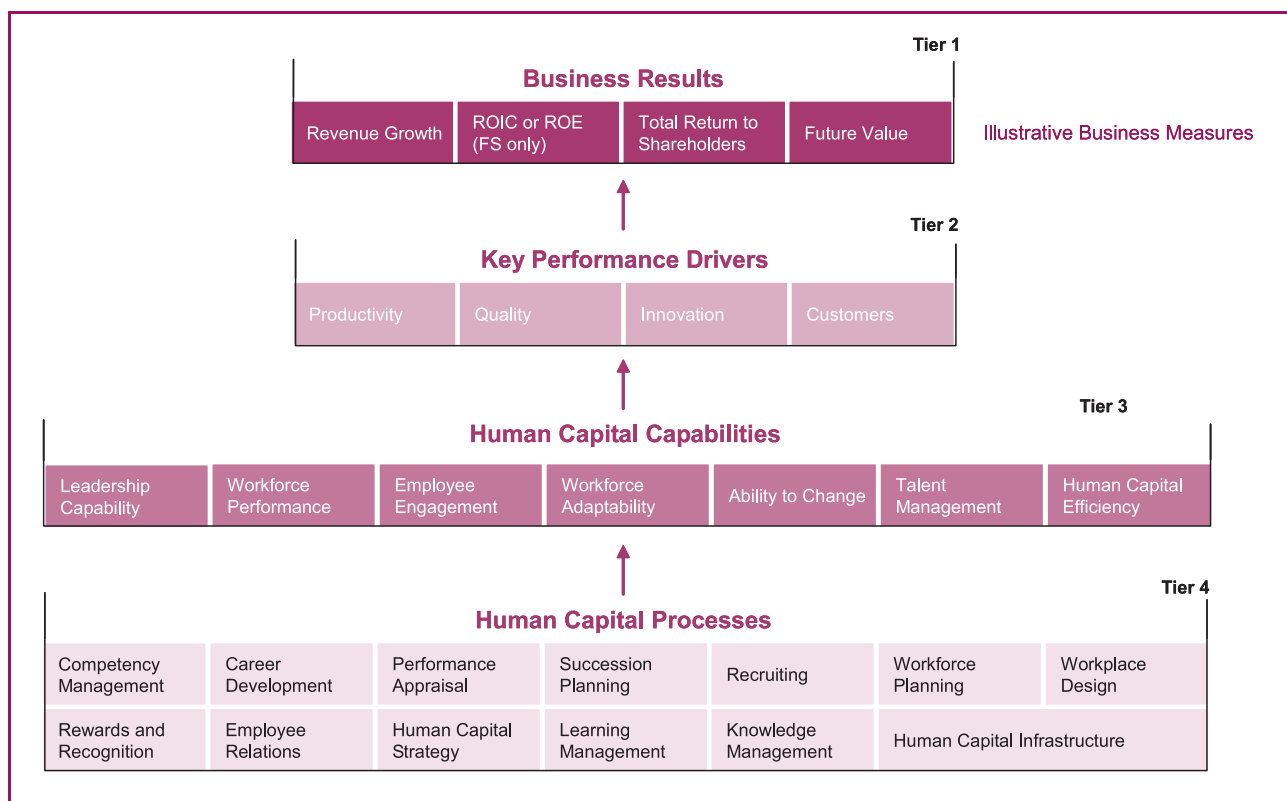 Tier 1
Business Results
Revenue Growth
ROIC or ROE
(FS only)
Total Return to
Shareholders
Future Value
Illustrative Business Measures
Tier 2
Key Performance Drivers
Productivity
Quality
Innovation
Customers
Tier 3
Human Capital Capabilities
Leadership
Capability
Workforce
Performance
Employee
Engagement
Workforce
Adaptability
Ability to Change
Talent
Management
Human Capital
Efficiency
Tier 4
Human Capital Processes
Competency
Management
Career
Development
Performance
Appraisal
Succession
Planning
Recruiting
Workforce
Planning
Workplace
Design
Rewards and
Recognition
Employee
Relations
Human Capital
Strategy
Learning
Management
Knowledge
Management
Human Capital Infrastructure